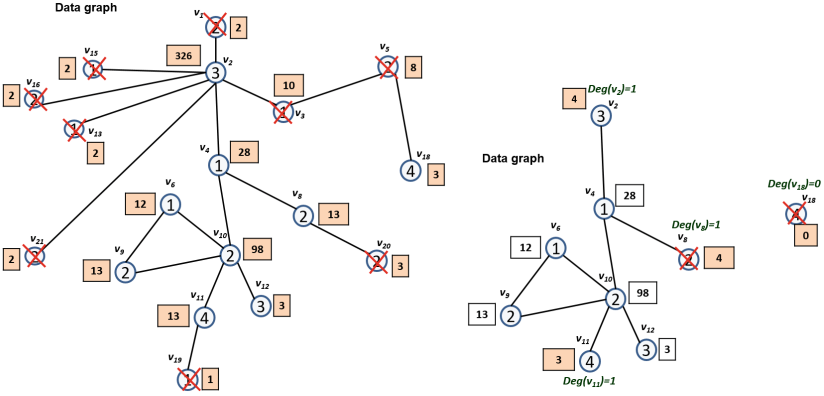 Data graph
v1
2
2
326
v2
3
v15
1
2
v5
2
8
v16
2
2
10
1
v3
1
v13
2
v4
1
28
v18
4
3
v6
12
1
v8
2
13
v10
2
98
v21
2
2
v9
13
2
v20
2
3
v11
13
4
v12
3
3
v19
1
1
Data graph
Deg(v2)=1
4
v2
3
Deg(v18)=0
v18
4
0
v4
1
28
Deg(v8)=1
v8
2
4
v6
12
1
v10
2
98
v9
13
2
v11
3
4
v12
3
3
Deg(v11)=1